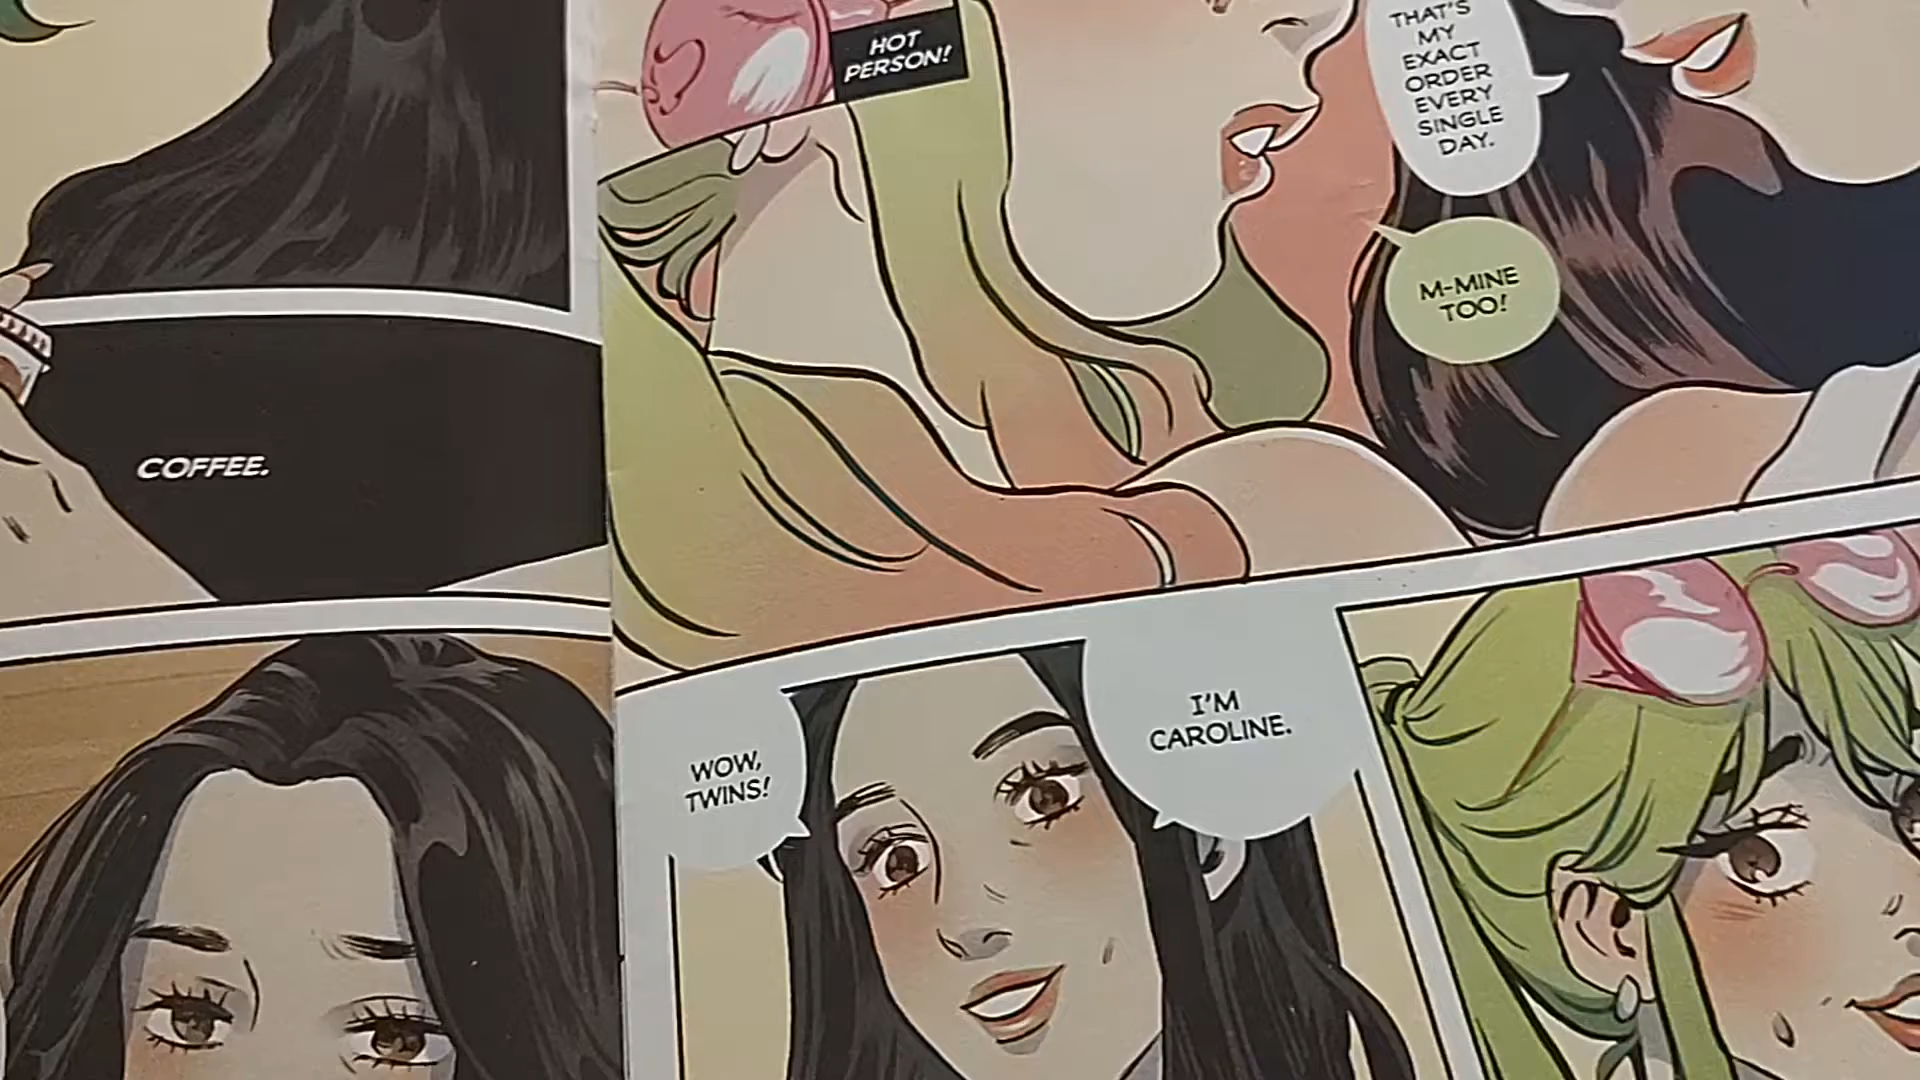 COFFEE.
HOT
PERSON!
THAT'S
MY
EXACT
ORDER
EVERY
SINGLE
DAY.
M-MINE
TOO!
WOW,
TWINS!
I'M
CAROLINE.